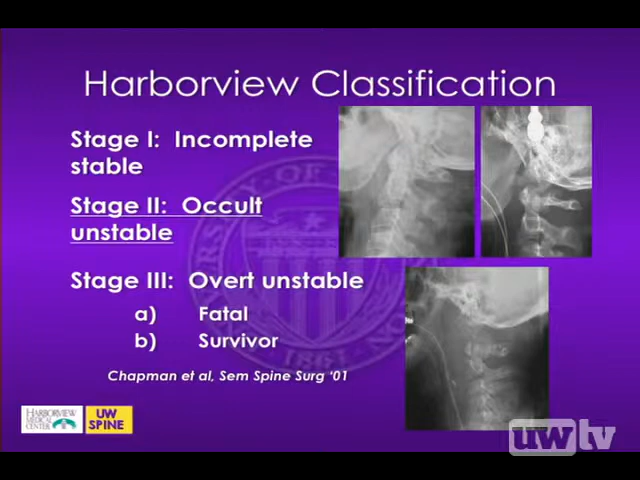 Harborview Classification
Stage I: Incomplete
stable
Stage II: Occult
unstable
Stage III: Overt unstable
a) Fatal
b) Survivor
Chapman et al, Sem Spine Surg ‘01
HARBORVIEW
MEDICAL
CENTER
UW
SPINE
uwtv
1861